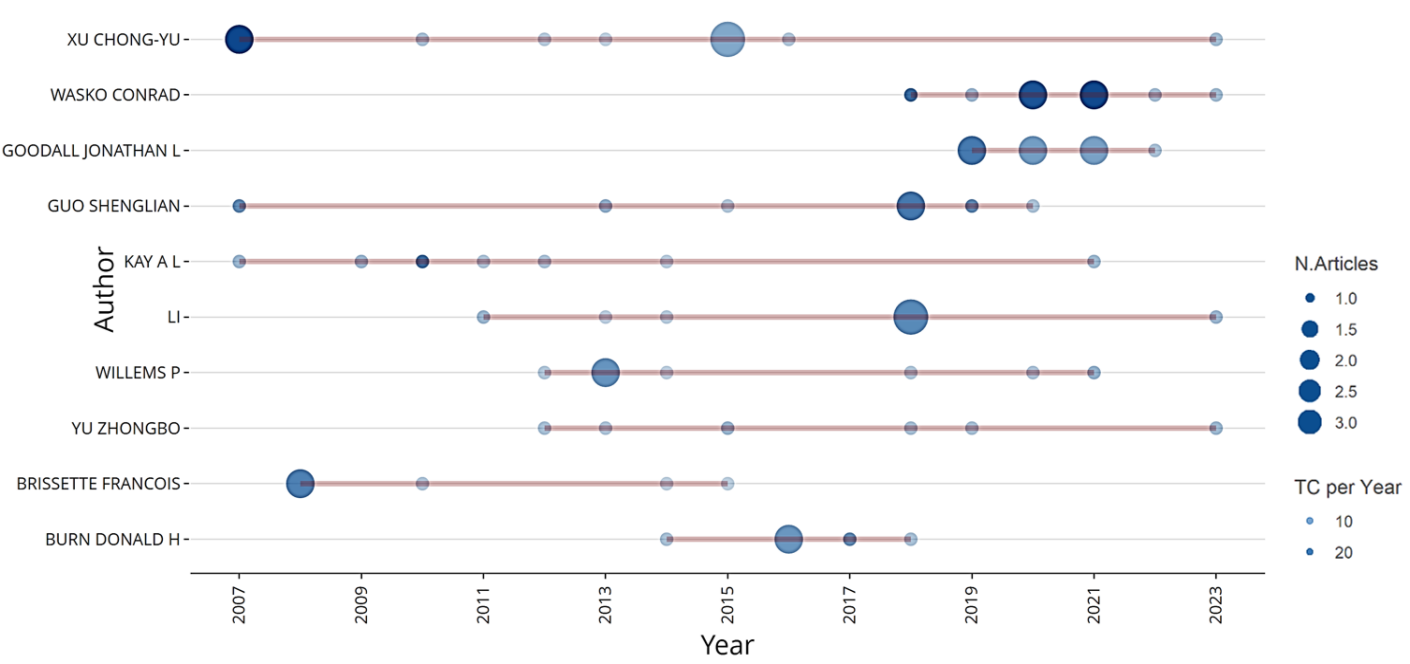 XU CHONG-YU
WASKO CONRAD
GOODALL JONATHAN L
GUO SHENGLIAN
KAY A L
LI
WILLEMS P
YU ZHONGBO
BRISSETTE FRANCOIS
BURN DONALD H
Author
2007
2009
2011
2013
2015
2017
2019
2021
2023
Year
N.Articles
1.0
1.5
2.0
2.5
3.0
TC per Year
10
20